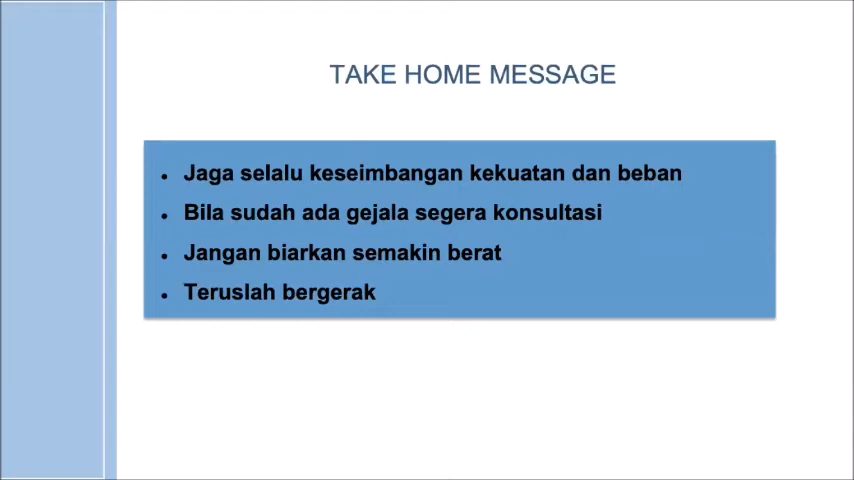 TAKE HOME MESSAGE
• Jaga selalu keseimbangan kekuatan dan beban
• Bila sudah ada gejala segera konsultasi
• Jangan biarkan semakin berat
• Teruslah bergerak